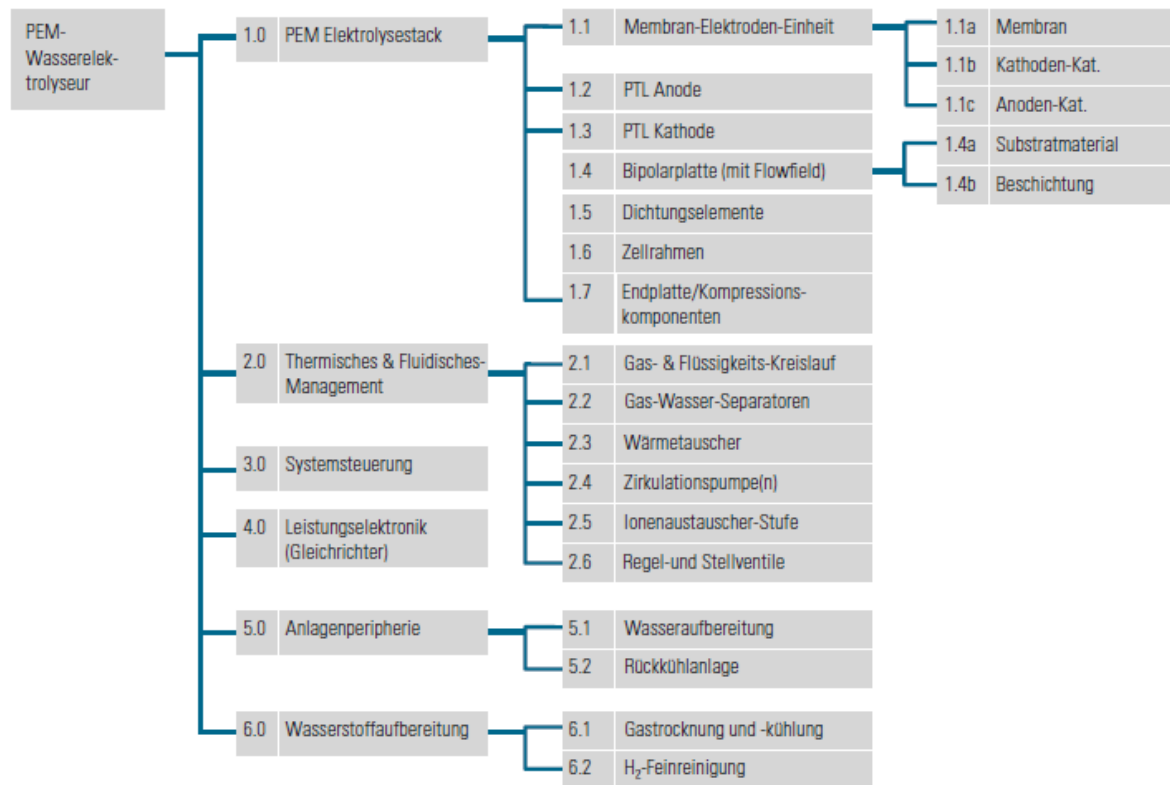 PEM-
Wasserelek-
trolyseur
1.0 PEM Elektrolysestack
1.1 Membran-Elektroden-Einheit
1.1a Membran
1.1b Kathoden-Kat.
1.1c Anoden-Kat.
1.2 PTL Anode
1.3 PTL Kathode
1.4 Bipolarplatte (mit Flowfield)
1.4a Substratmaterial
1.4b Beschichtung
1.5 Dichtungselemente
1.6 Zellrahmen
1.7 Endplatte/Kompressions-
komponenten
2.0 Thermisches & Fluidisches-
Management
2.1 Gas- & Flüssigkeits-Kreislauf
2.2 Gas-Wasser-Separatoren
2.3 Wärmetauscher
2.4 Zirkulationspumpe(n)
2.5 Ionenaustauscher-Stufe
2.6 Regel-und Stellventile
3.0 Systemsteuerung
4.0 Leistungselektronik
(Gleichrichter)
5.0 Anlagenperipherie
5.1 Wasseraufbereitung
5.2 Rückkühlanlage
6.0 Wasserstoffaufbereitung
6.1 Gastrocknung und -kühlung
6.2 H₂-Feinreinigung